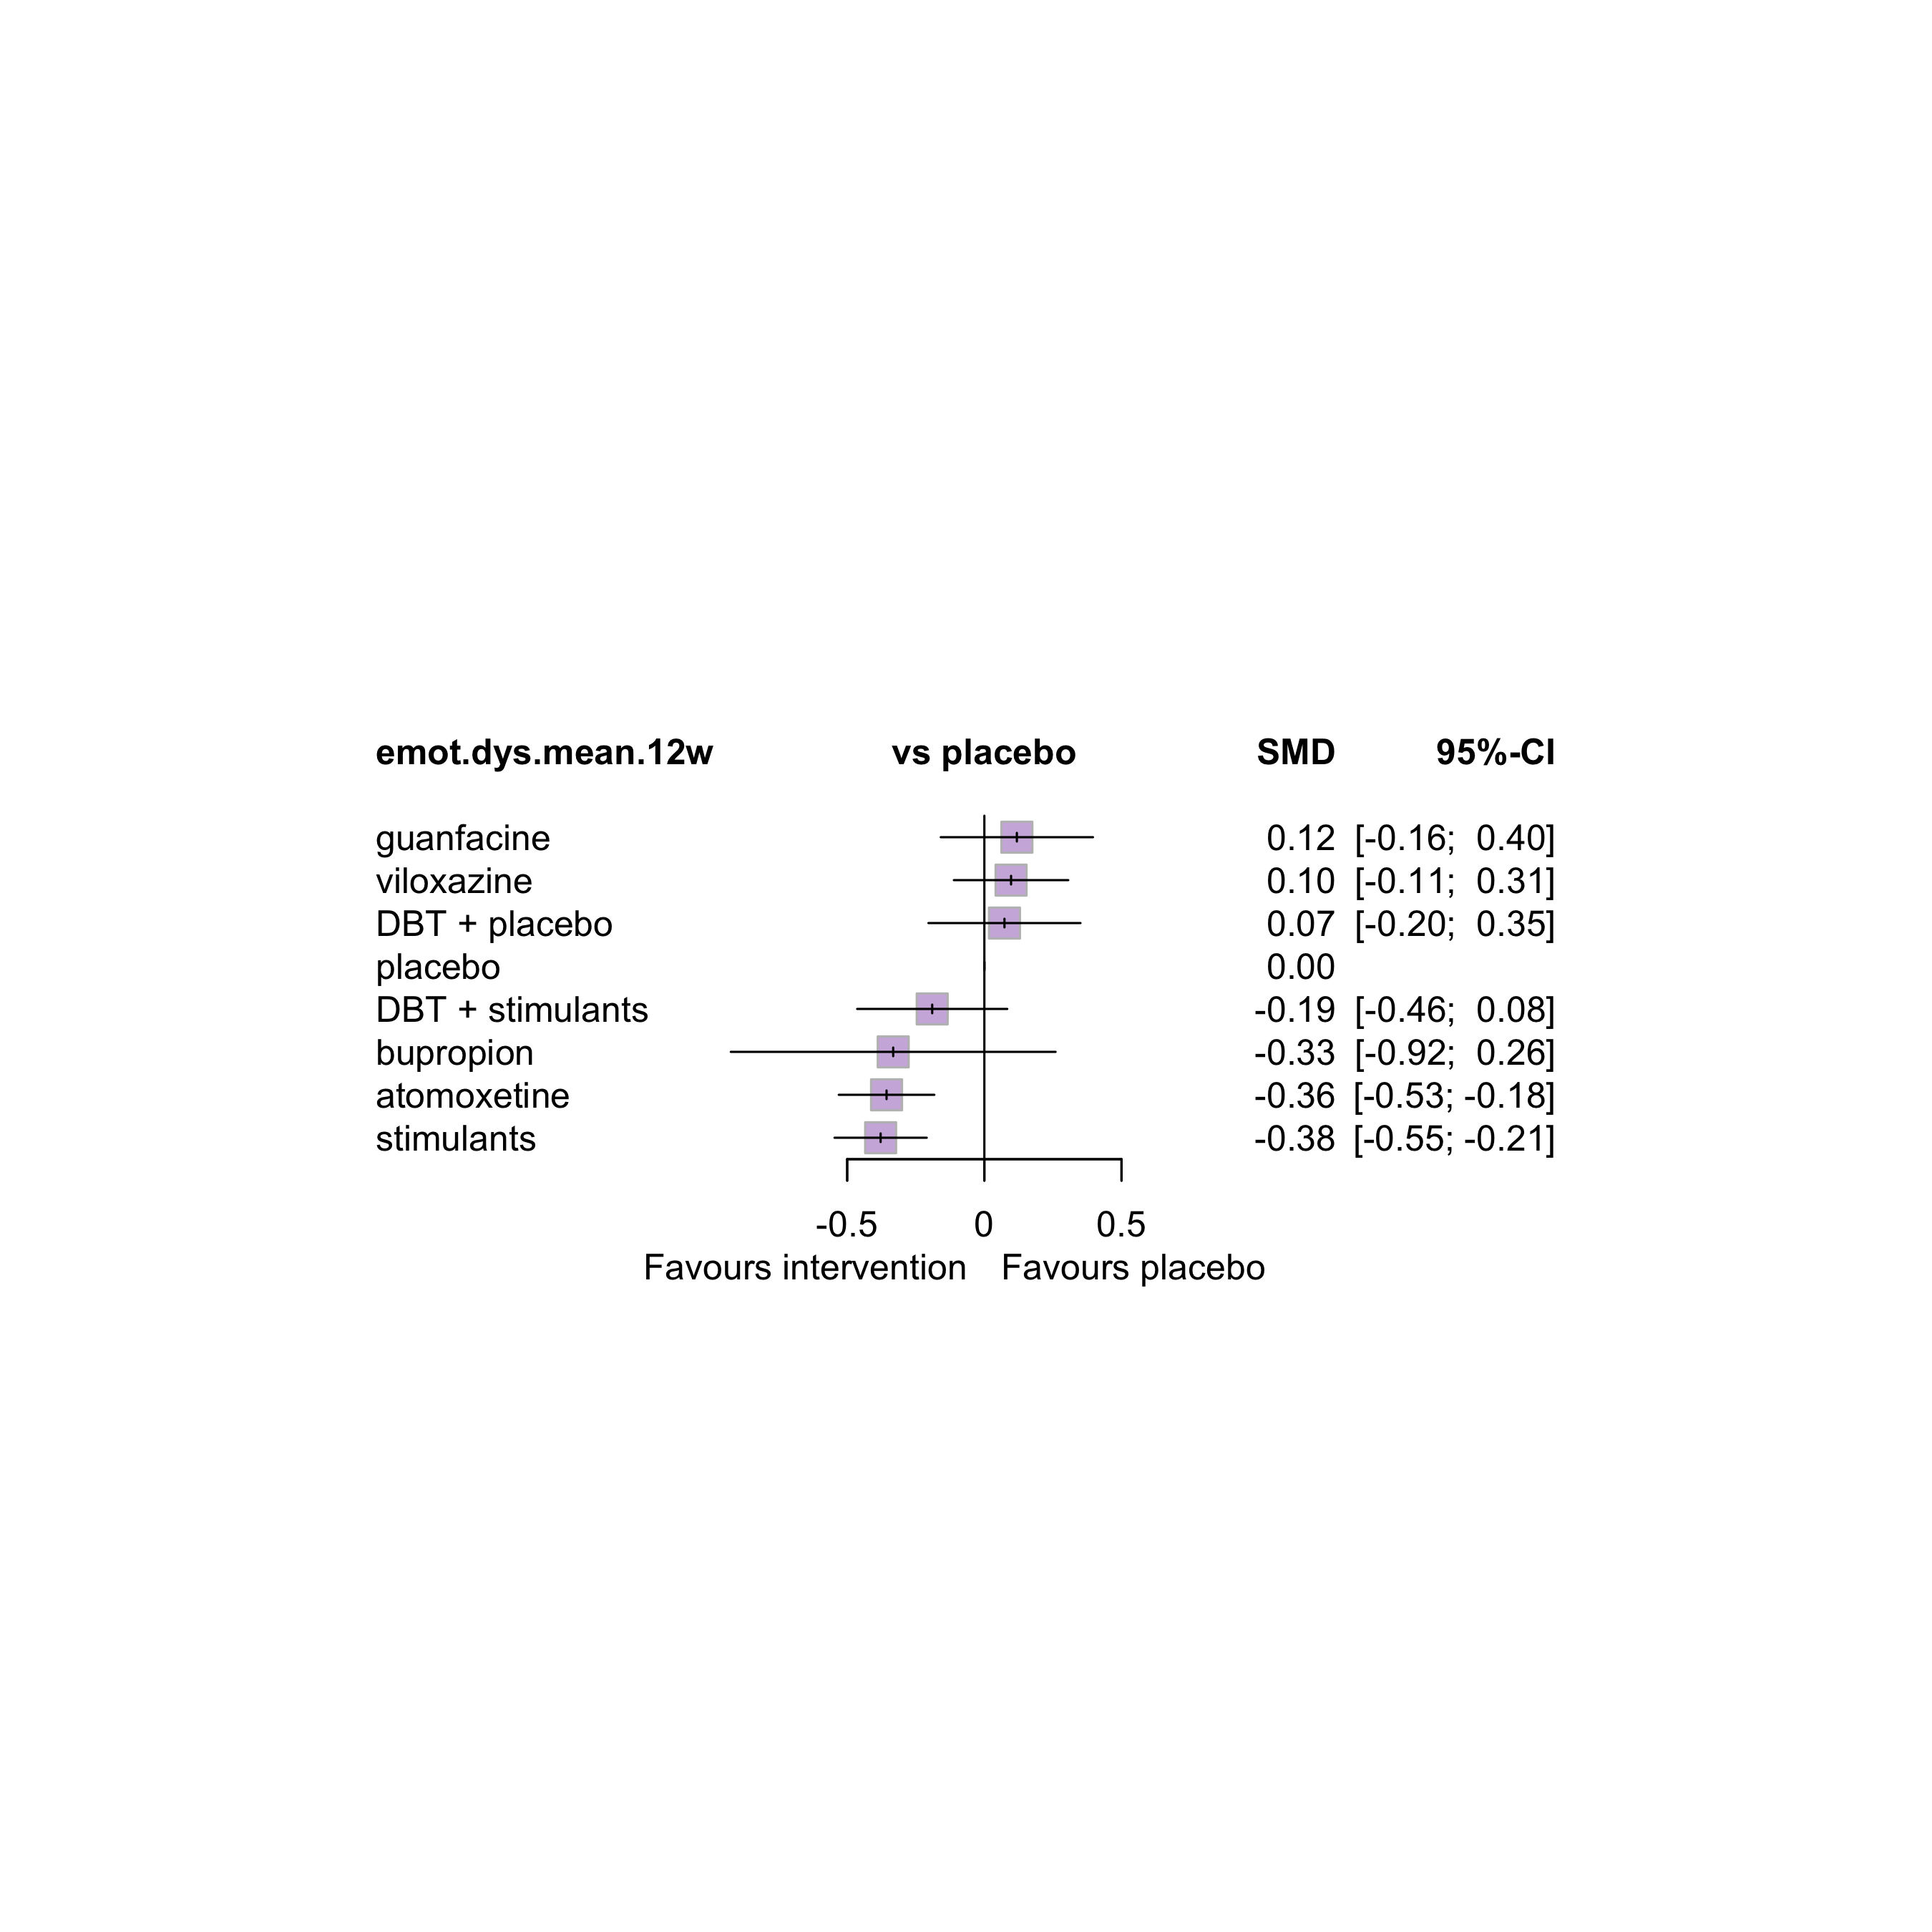 emot.dys.mean.12w vs placebo SMD 95%-CI
guanfacine 0.12 [-0.16; 0.40]
viloxazine 0.10 [-0.11; 0.31]
DBT + placebo 0.07 [-0.20; 0.35]
placebo 0.00
DBT + stimulants -0.19 [-0.46; 0.08]
bupropion -0.33 [-0.92; 0.26]
atomoxetine -0.36 [-0.53; -0.18]
stimulants -0.38 [-0.55; -0.21]
-0.5 0 0.5
Favours intervention Favours placebo